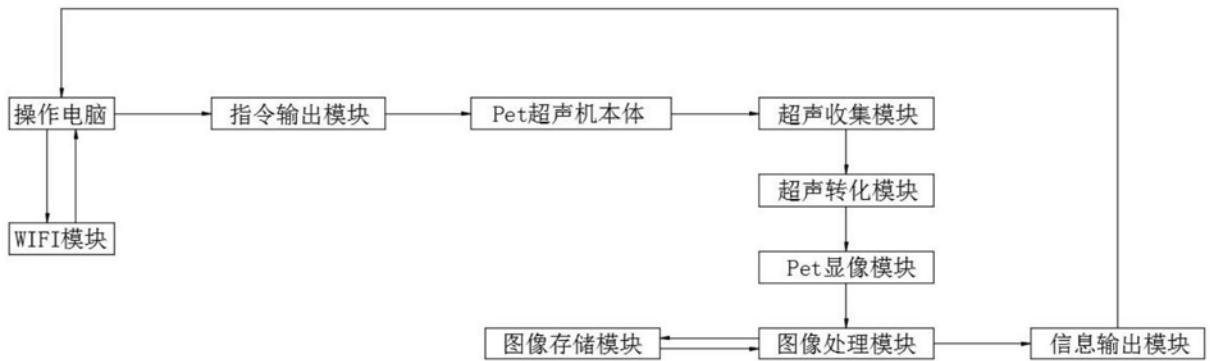 操作电脑
指令输出模块
Pet超声机本体
超声收集模块
超声转化模块
WIFI模块
Pet显像模块
图像存储模块
图像处理模块
信息输出模块